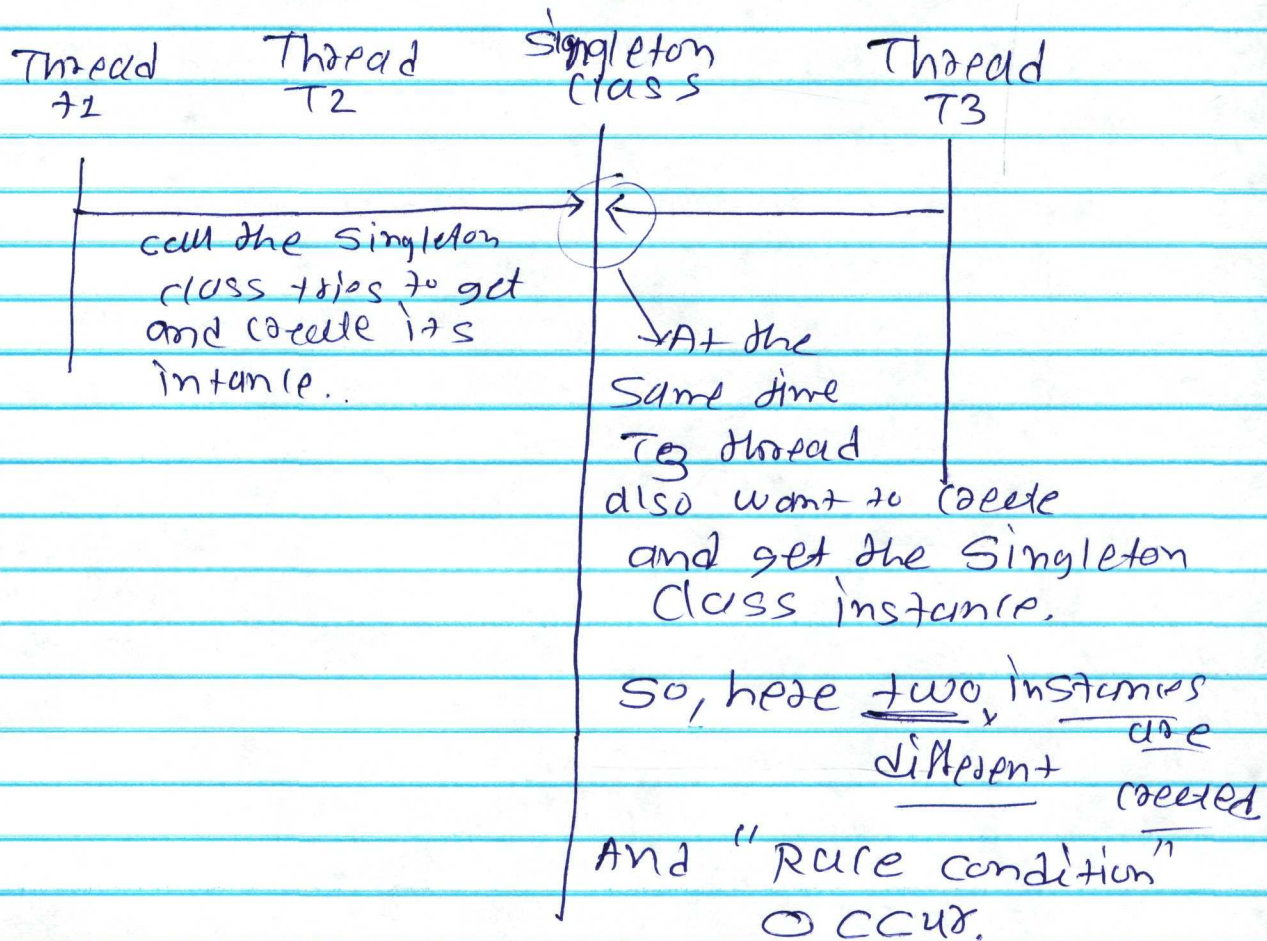 Thread
t1
Thread
T2
Singleton
class
Thread
T3
call the singleton
class tries to get
and create its
intance..
At the
same time
T3 thread
also want to create
and get the Singleton
Class instance.
So, here two, instances
are
different
created
And "Race condition"
occur.